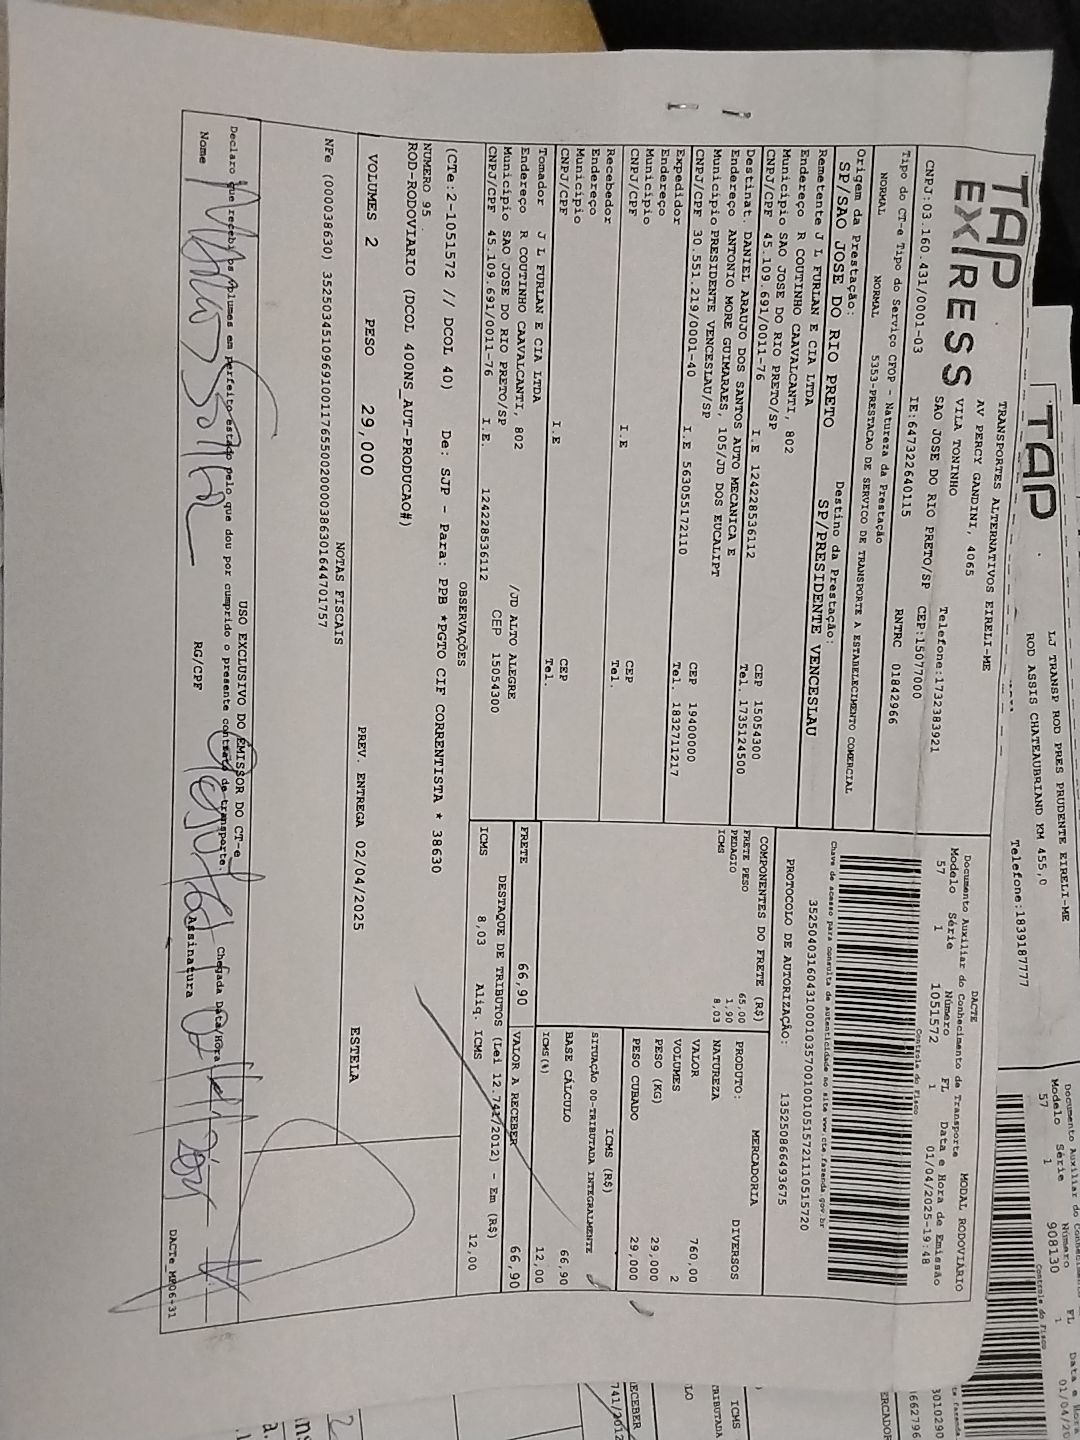 TAP
EXPRESS
TRANSPORTES ALTERNATIVOS EIRELI-ME
AV PERCY GANDINI, 4065
VILA TONINHO
SAO JOSE DO RIO PRETO/SP
Telefone:1732383921
CEP:15077000
CNPJ:03.160.431/0001-03
IE:647322640115
RNTRC 01842966
Tipo do CT-e Tipo do Serviço CFOP - Natureza da Prestação
NORMAL NORMAL 5353-PRESTACAO DE SERVICO DE TRANSPORTE A ESTABELECIMENTO COMERCIAL
Origem da Prestação: Destino da Prestação:
SP/SAO JOSE DO RIO PRETO SP/PRESIDENTE VENCESLAU
Remetente J L FURLAN E CIA LTDA
Endereço R COUTINHO CAAVALCANTI, 802
Município SAO JOSE DO RIO PRETO/SP CEP 15054300
CNPJ/CPF 45.109.691/0011-76 I.E 124228536112 Tel. 1735124500
Destinat. DANIEL ARAUJO DOS SANTOS AUTO MECANICA E
Endereço ANTONIO MORE GUIMARAES, 105/JD DOS EUCALIPT
Município PRESIDENTE VENCESLAU/SP CEP 19400000
CNPJ/CPF 30.551.219/0001-40 I.E 563055172110 Tel. 1832711217
Expedidor
Endereço
Município CEP
CNPJ/CPF I.E Tel.
Recebedor
Endereço
Município CEP
CNPJ/CPF I.E Tel.
Tomador J L FURLAN E CIA LTDA
Endereço R COUTINHO CAAVALCANTI, 802 /JD ALTO ALEGRE
Município SAO JOSE DO RIO PRETO/SP CEP 15054300
CNPJ/CPF 45.109.691/0011-76 I.E. 124228536112
DACTE MODAL RODOVIARIO
Documento Auxiliar do Conhecimento de Transporte
Modelo Série Número FL Data e Hora de Emissão
57 1 1051572 1 01/04/2025-19:48
Controle do Fisco
Chave de acesso para consulta de autenticidade no site www.cte.fazenda.gov.br
35250403160431000103570010010515721110515720
PROTOCOLO DE AUTORIZAÇÃO: 135250866493675
COMPONENTES DO FRETE (R$)
FRETE PESO 65,00
PEDAGIO 1,90
ICMS 8,03
MERCADORIA
PRODUTO: DIVERSOS
NATUREZA
VALOR 760,00
VOLUMES 2
PESO (KG) 29,000
PESO CUBADO 29,000
ICMS (R$)
SITUAÇÃO 00-TRIBUTADA INTEGRALMENTE
BASE CÁLCULO 66,90
ICMS(%) 12,00
FRETE 66,90 VALOR A RECEBER 66,90
DESTAQUE DE TRIBUTOS (Lei 12.741/2012) - Em (R$)
ICMS 8,03 Aliq. ICMS 12,00
OBSERVAÇÕES
(CTe:2-1051572 // DCOL 40) De: SJP - Para: PPB *PGTO CIF CORRENTISTA * 38630
NUMERO 95
ROD-RODOVIARIO (DCOL 400NS_AUT-PRODUCAO#)
VOLUMES 2 PESO 29,000 PREV. ENTREGA 02/04/2025 ESTELA
NOTAS FISCAIS
NFe (000038630) 35250345109691001176550020000386301644701757
USO EXCLUSIVO DO EMISSOR DO CT-e
Declaro que recebi os volumes em perfeito estado pelo que dou por cumprido o presente contrato de transporte. Chegada Data/Hora
Nome RG/CPF Assinatura
DACTe_MP06-31
TAP
LJ TRANSP ROD PRES PRUDENTE EIRELI-ME
ROD ASSIS CHATEAUBRIAND KM 455,0
Telefone:1839187777
Modelo Série Número FL
57 1 908130 1 01/04/20
Controle do Fisco